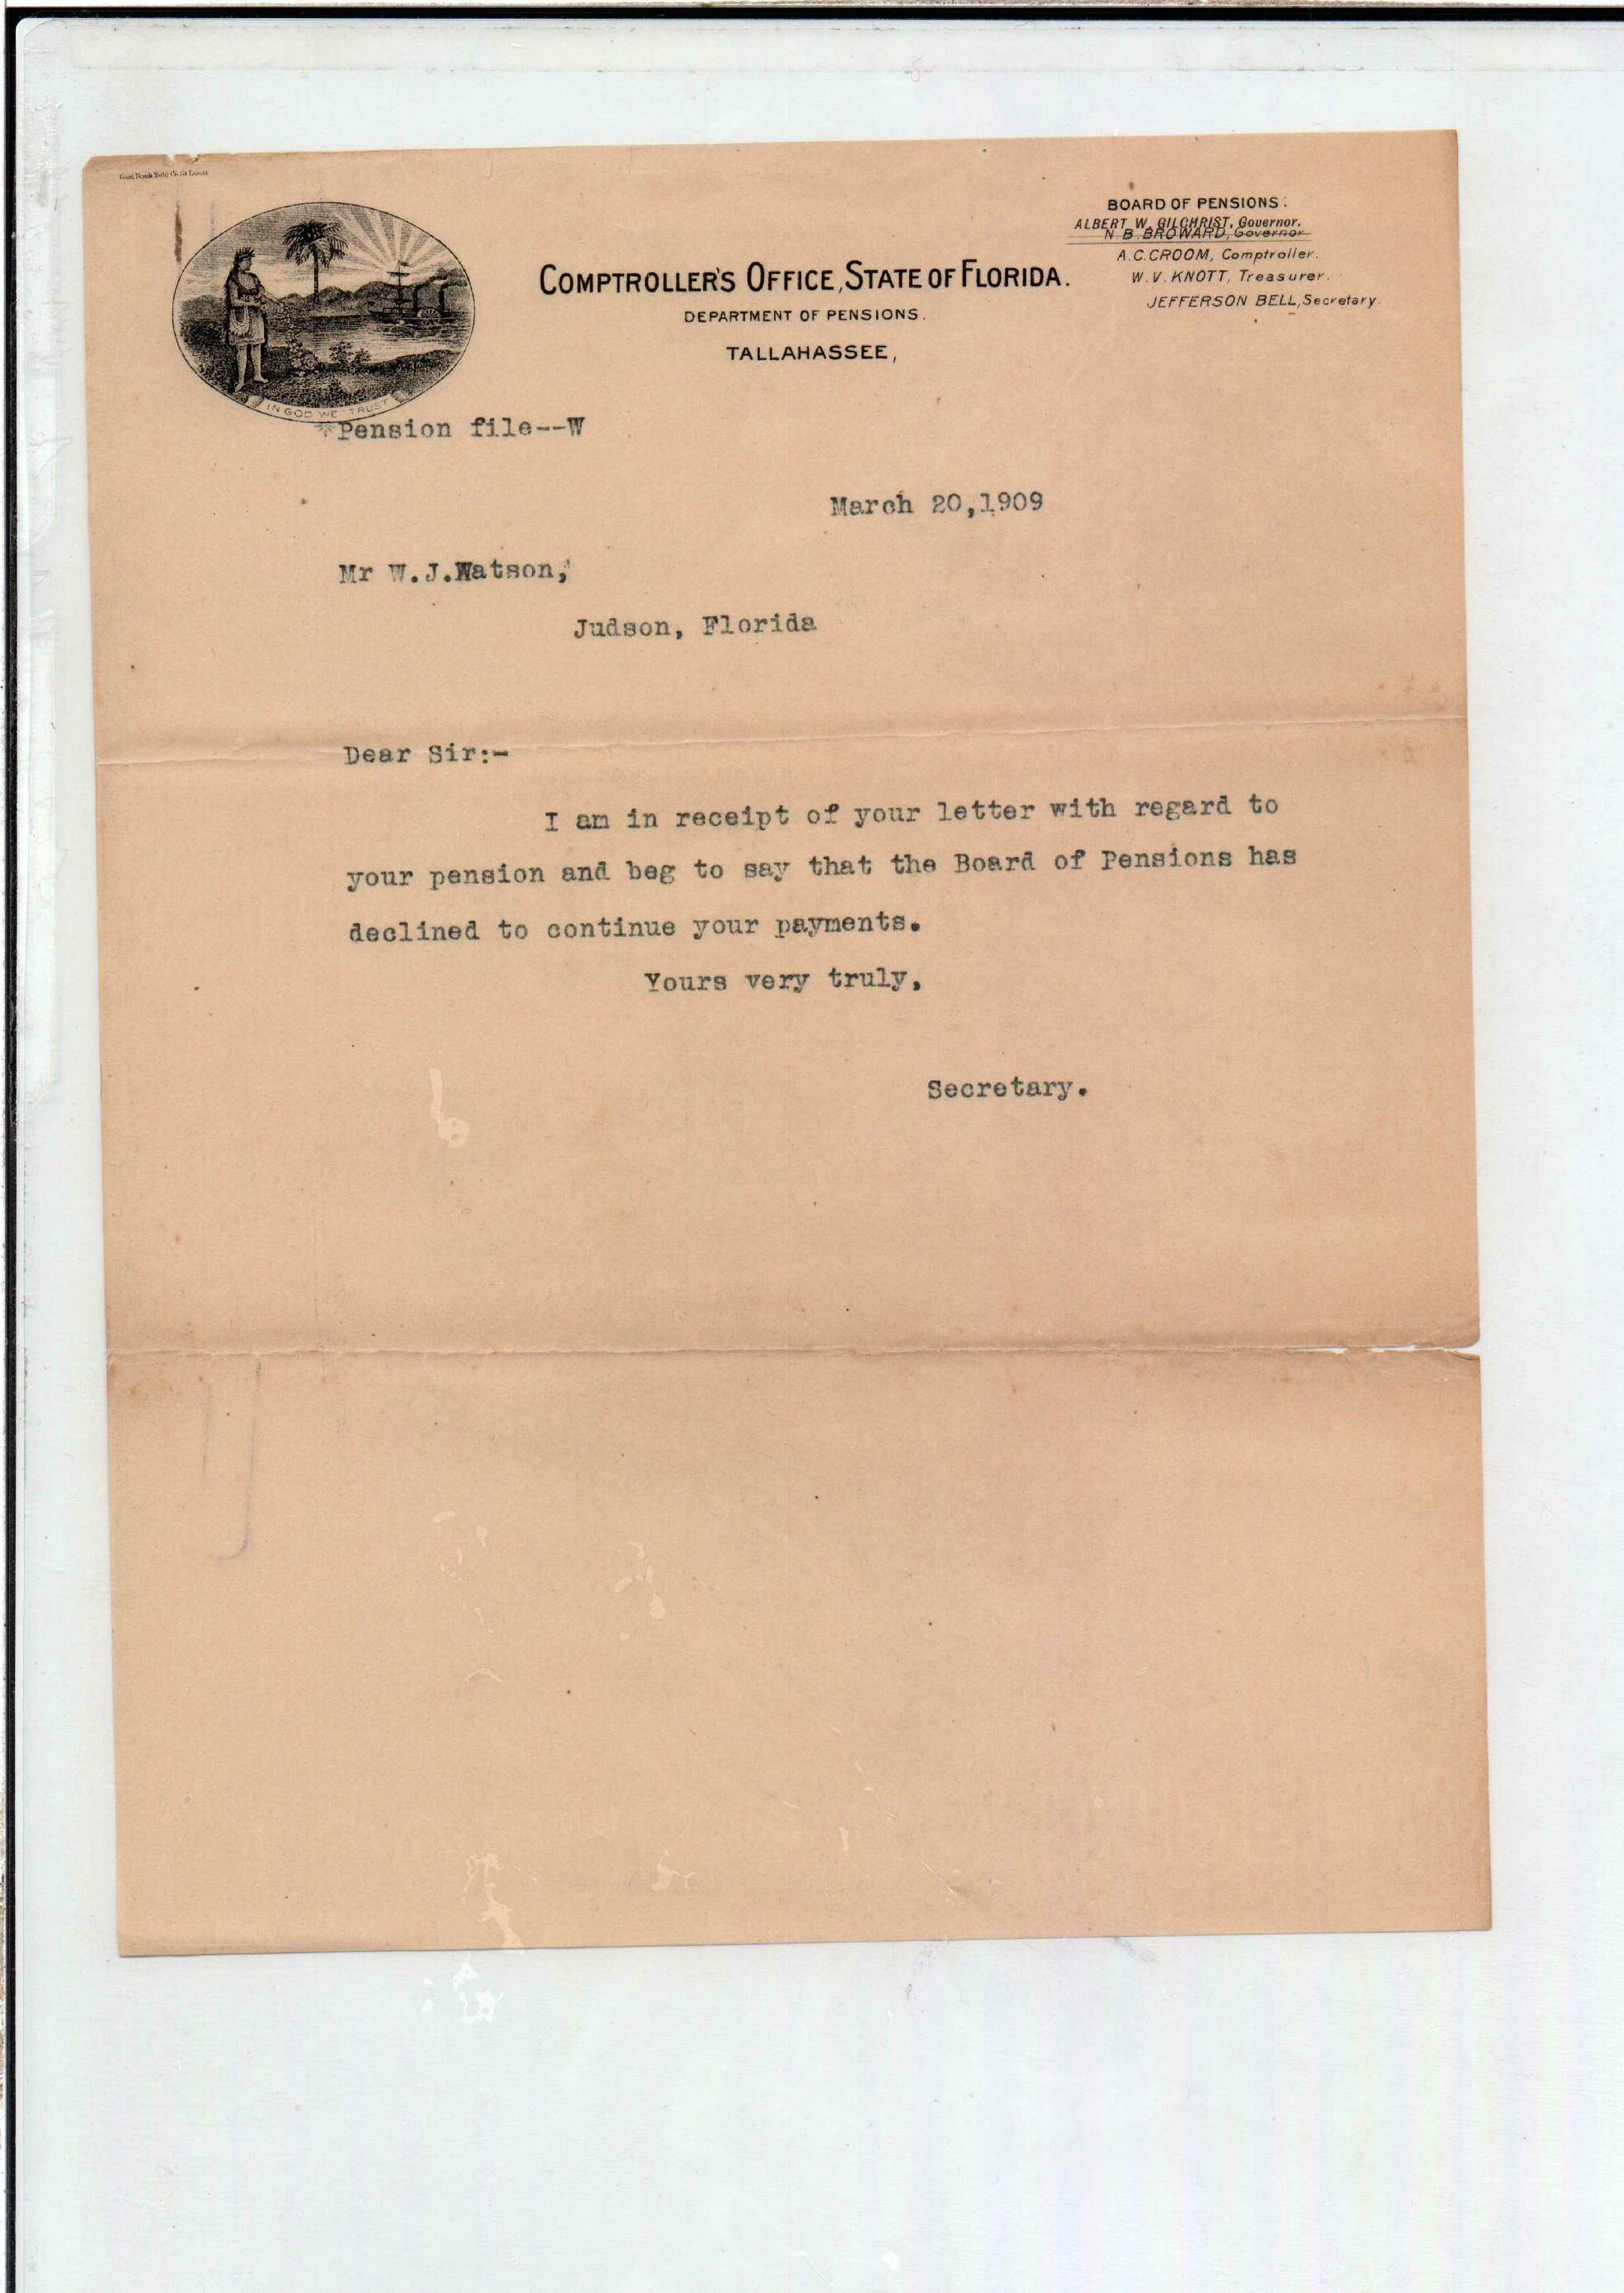 BOARD OF PENSIONS:
ALBERT W. GILCHRIST, Governor.
N. B. BROWARD, Governor
A. C. CROOM, Comptroller.
W. V. KNOTT, Treasurer.
JEFFERSON BELL, Secretary.
COMPTROLLER'S OFFICE, STATE OF FLORIDA.
DEPARTMENT OF PENSIONS.
TALLAHASSEE,
IN GOD WE TRUST
Pension file--W
March 20,1909
Mr W.J.Watson,
Judson, Florida
Dear Sir:-
I am in receipt of your letter with regard to
your pension and beg to say that the Board of Pensions has
declined to continue your payments.
Yours very truly,
Secretary.